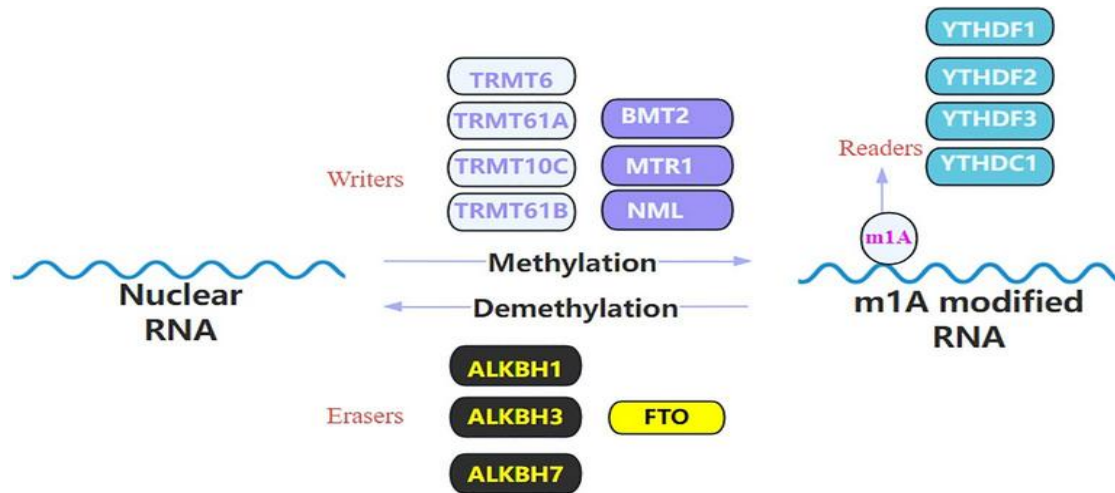 YTHDF1
YTHDF2
YTHDF3
YTHDC1
Readers
m1A
TRMT6
TRMT61A
TRMT10C
TRMT61B
BMT2
MTR1
NML
Writers
Methylation
Demethylation
Nuclear
RNA
m1A modified
RNA
ALKBH1
ALKBH3
ALKBH7
FTO
Erasers